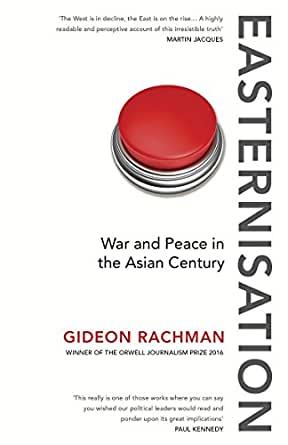 'The West is in decline, the East is on the rise... A highly
readable and perceptive account of this irresistible truth'
MARTIN JACQUES
EASTERNISATION
War and Peace in
the Asian Century
GIDEON RACHMAN
WINNER OF THE ORWELL JOURNALISM PRIZE 2016
'This really is one of those works where you can say
you wished our political leaders would read and
ponder upon its great implications'
PAUL KENNEDY